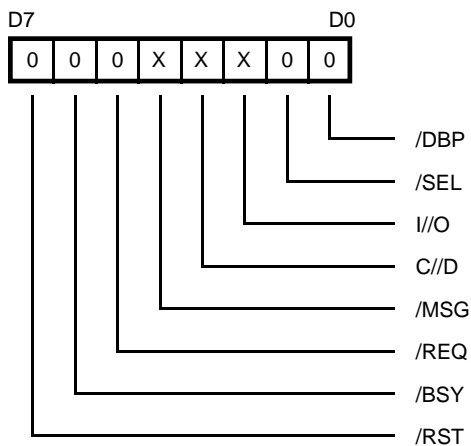 D7 D0
0 0 0 X X X 0 0
/DBP
/SEL
I//O
C//D
/MSG
/REQ
/BSY
/RST